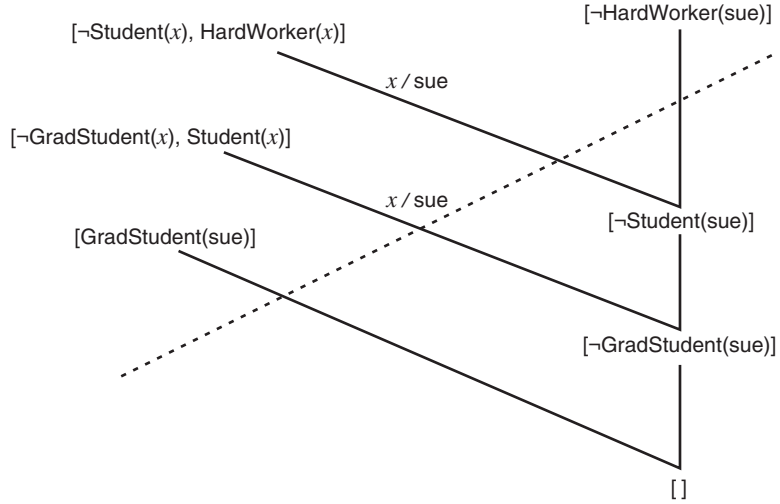 [¬HardWorker(sue)]
[¬Student(x), HardWorker(x)]
x / sue
[¬GradStudent(x), Student(x)]
x / sue
[¬Student(sue)]
[GradStudent(sue)]
[¬GradStudent(sue)]
[ ]